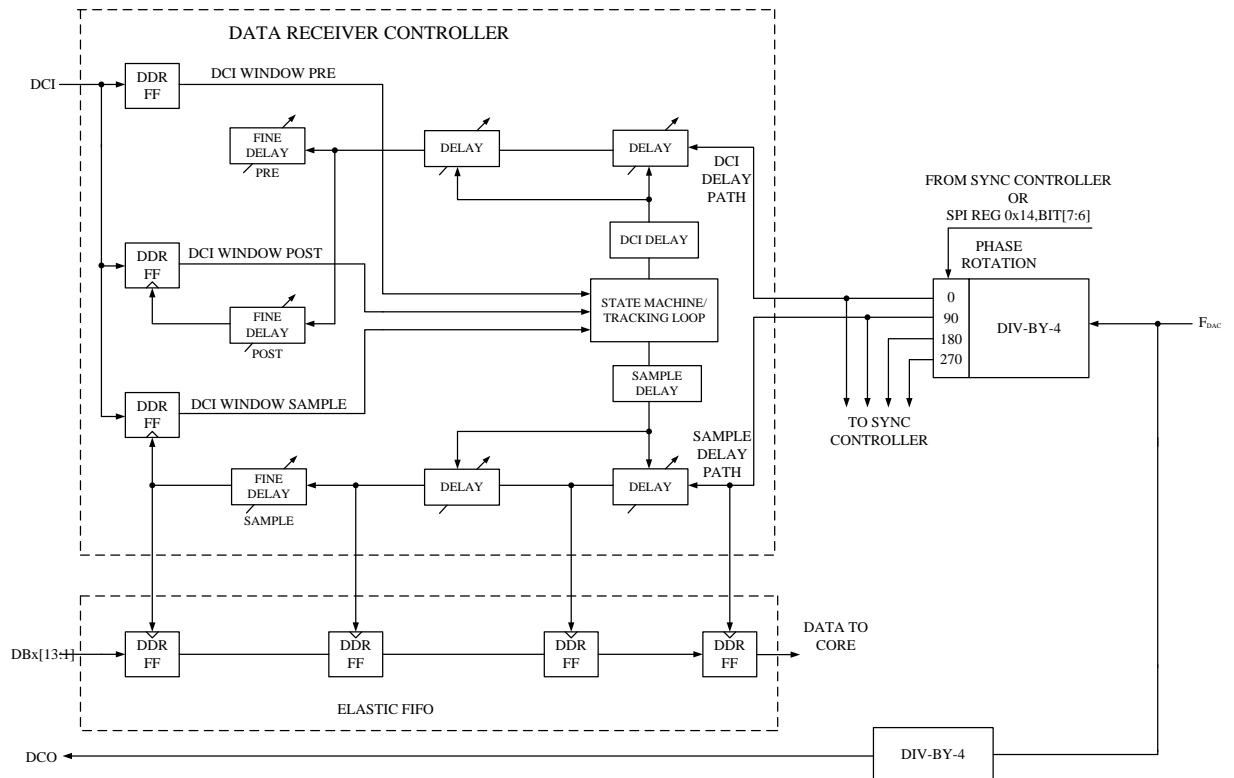 DATA RECEIVER CONTROLLER
DCI
DDR
FF
DCI WINDOW PRE
FINE
DELAY
PRE
DELAY
DELAY
DCI
DELAY
PATH
FROM SYNC CONTROLLER
OR
SPI REG 0x14,BIT[7:6]
DCI DELAY
DDR
FF
DCI WINDOW POST
PHASE
ROTATION
STATE MACHINE/
TRACKING LOOP
FINE
DELAY
POST
0
90
180
270
DIV-BY-4
FDAC
SAMPLE
DELAY
DDR
FF
DCI WINDOW SAMPLE
TO SYNC
CONTROLLER
SAMPLE
DELAY
PATH
FINE
DELAY
SAMPLE
DELAY
DELAY
DBx[13:1]
DDR
FF
DDR
FF
DDR
FF
DDR
FF
DATA TO
CORE
ELASTIC FIFO
DCO
DIV-BY-4